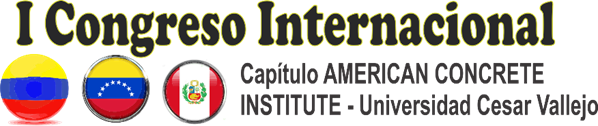 I Congreso Internacional
Capítulo AMERICAN CONCRETE
INSTITUTE - Universidad Cesar Vallejo